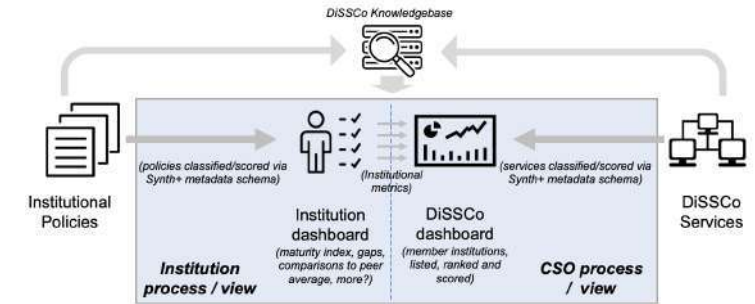 DiSSCo Knowledgebase
(policies classified/scored via
Synth+ metadata schema)
(Institutional
metrics)
(services classified/scored via
Synth+ metadata schema)
Institutional
Policies
DiSSCo
Services
Institution
dashboard
(maturity index, gaps,
comparisons to peer
average, more?)
DiSSCo
dashboard
(member institutions,
listed, ranked and
scored)
Institution
process / view
CSO process
/ view